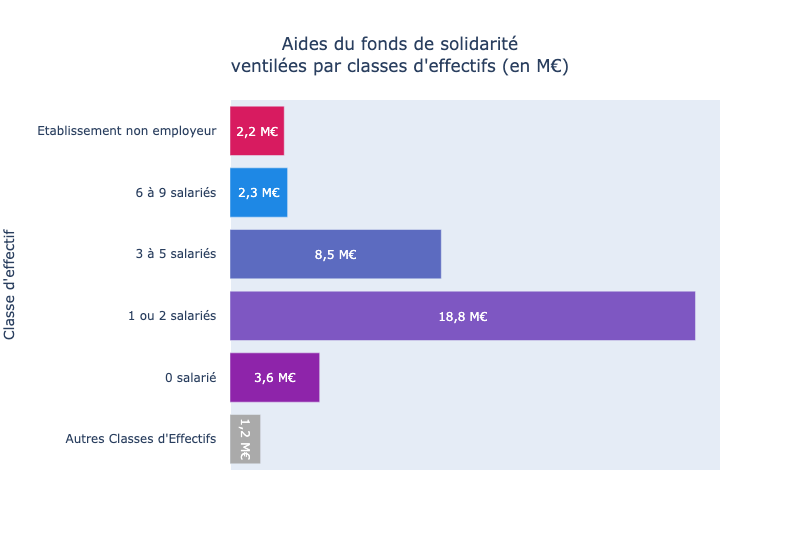 Aides du fonds de solidarité
ventilées par classes d'effectifs (en M€)
Classe d'effectif
Etablissement non employeur
2,2 M€
6 à 9 salariés
2,3 M€
3 à 5 salariés
8,5 M€
1 ou 2 salariés
18,8 M€
0 salarié
3,6 M€
Autres Classes d'Effectifs
1,2 M€